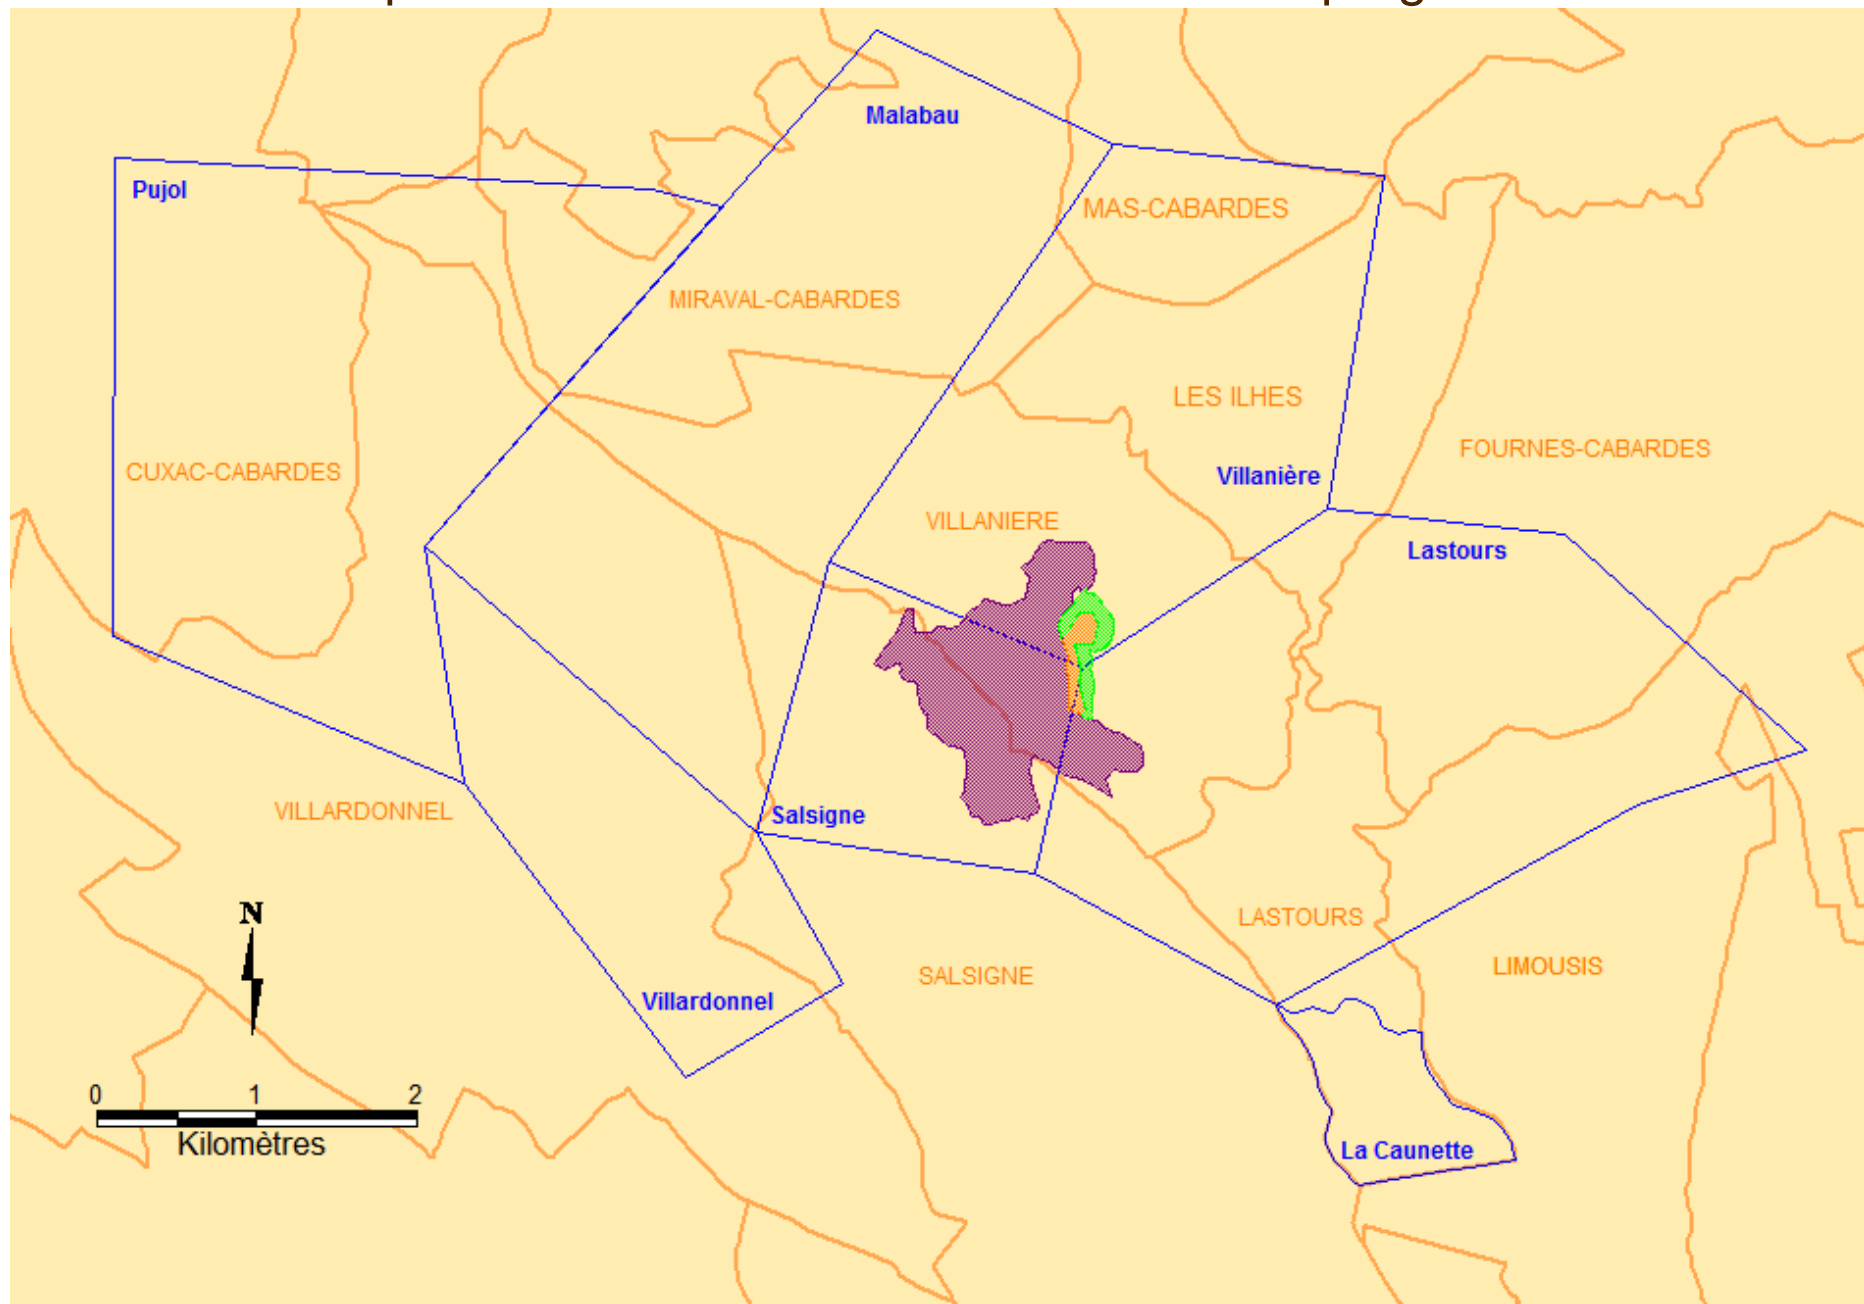 Malabau
Pujol
MAS-CABARDES
MIRAVAL-CABARDES
LES ILHES
FOURNES-CABARDES
CUXAC-CABARDES
Villanière
VILLANIERE
Lastours
VILLARDONNEL
Salsigne
N
LASTOURS
SALSIGNE
LIMOUSIS
Villardonnel
0 1 2
Kilomètres
La Caunette